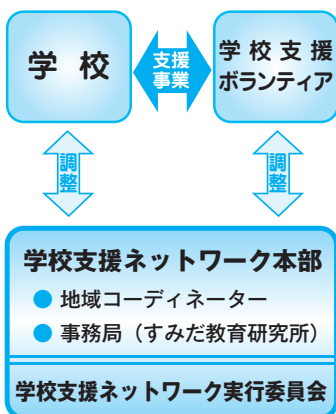 学校
支援
事業
学校支援
ボランティア
調整
調整
学校支援ネットワーク本部
● 地域コーディネーター
● 事務局（すみだ教育研究所）
学校支援ネットワーク実行委員会